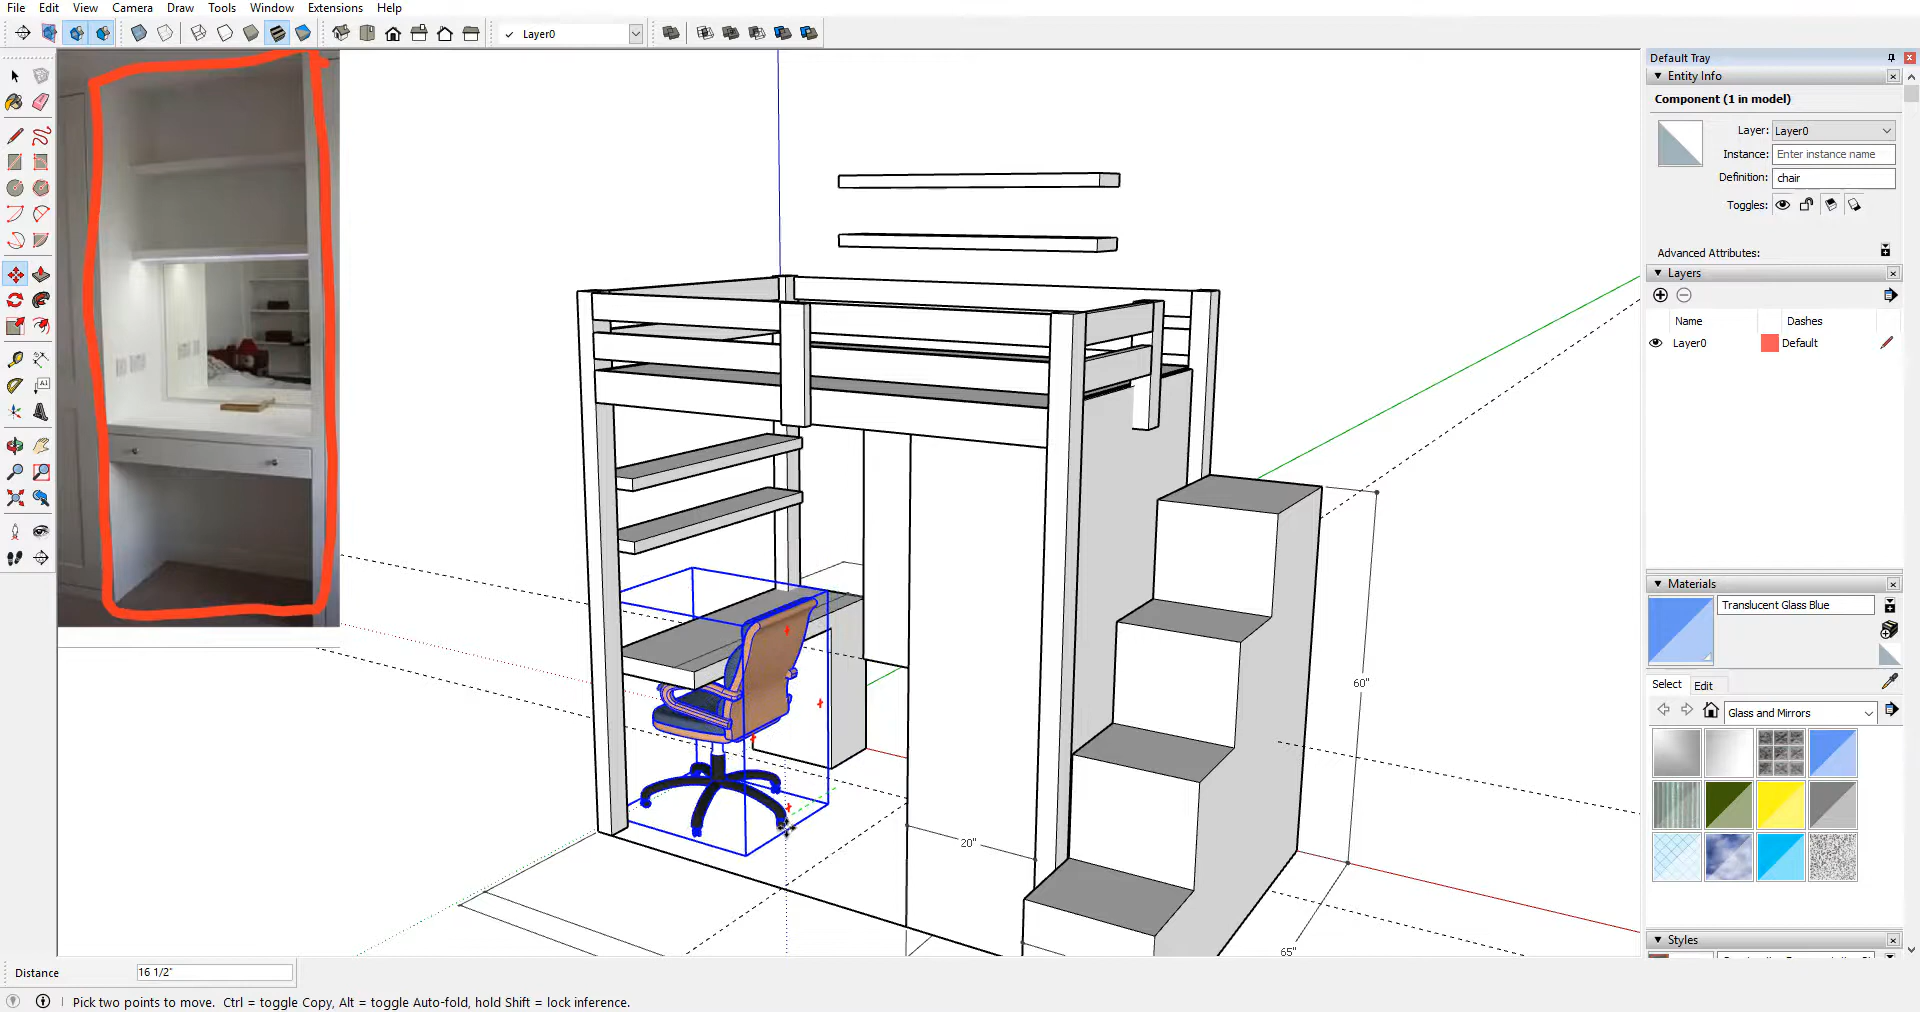 File Edit View Camera Draw Tools Window Extensions Help
✓ Layer0
Default Tray
Entity Info
Component (1 in model)
Layer: Layer0
Instance: Enter instance name
Definition: chair
Toggles:
Advanced Attributes:
Layers
Name Dashes
Layer0 Default
Materials
Translucent Glass Blue
Select Edit
Glass and Mirrors
Styles
60"
20"
65"
Distance 16 1/2"
Pick two points to move. Ctrl = toggle Copy, Alt = toggle Auto-fold, hold Shift = lock inference.